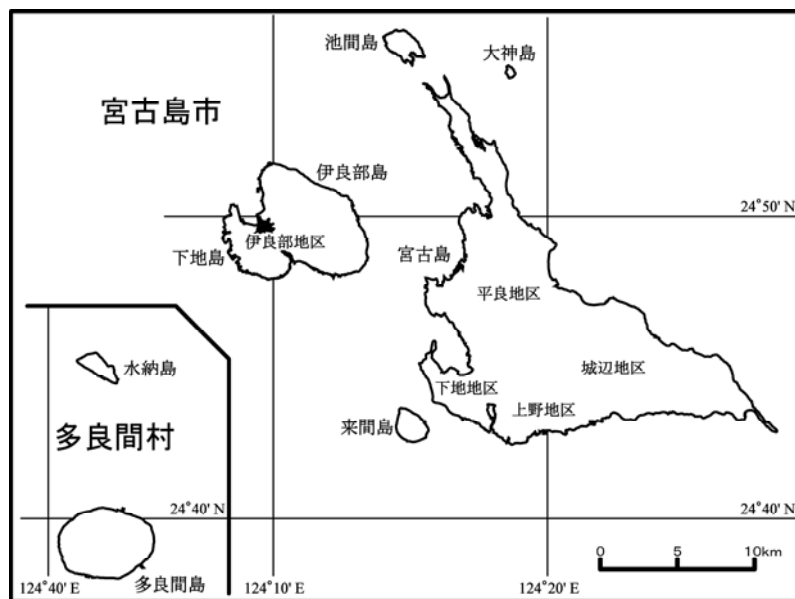 池間島
大神島
宮古島市
伊良部島
24°50' N
伊良部地区
下地島
宮古島
平良地区
水納島
城辺地区
下地地区
上野地区
来間島
多良間村
24°40' N
24°40' N
0 5 10km
多良間島
124°40' E
124°10' E
124°20' E